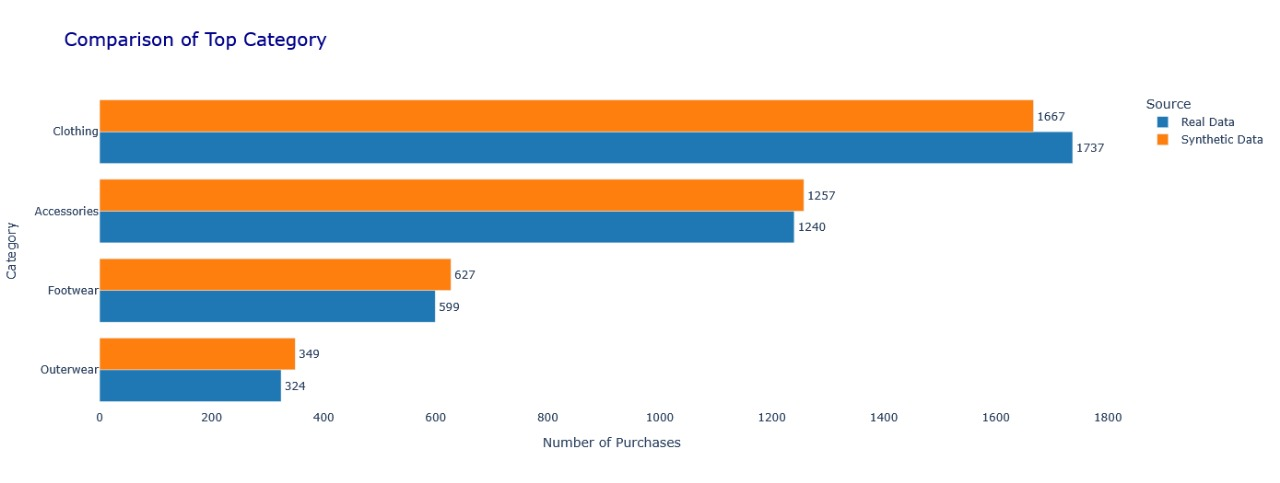 Comparison of Top Category
Source
Real Data
Synthetic Data
Category
Clothing
1667
1737
Accessories
1257
1240
Footwear
627
599
Outerwear
349
324
0 200 400 600 800 1000 1200 1400 1600 1800
Number of Purchases